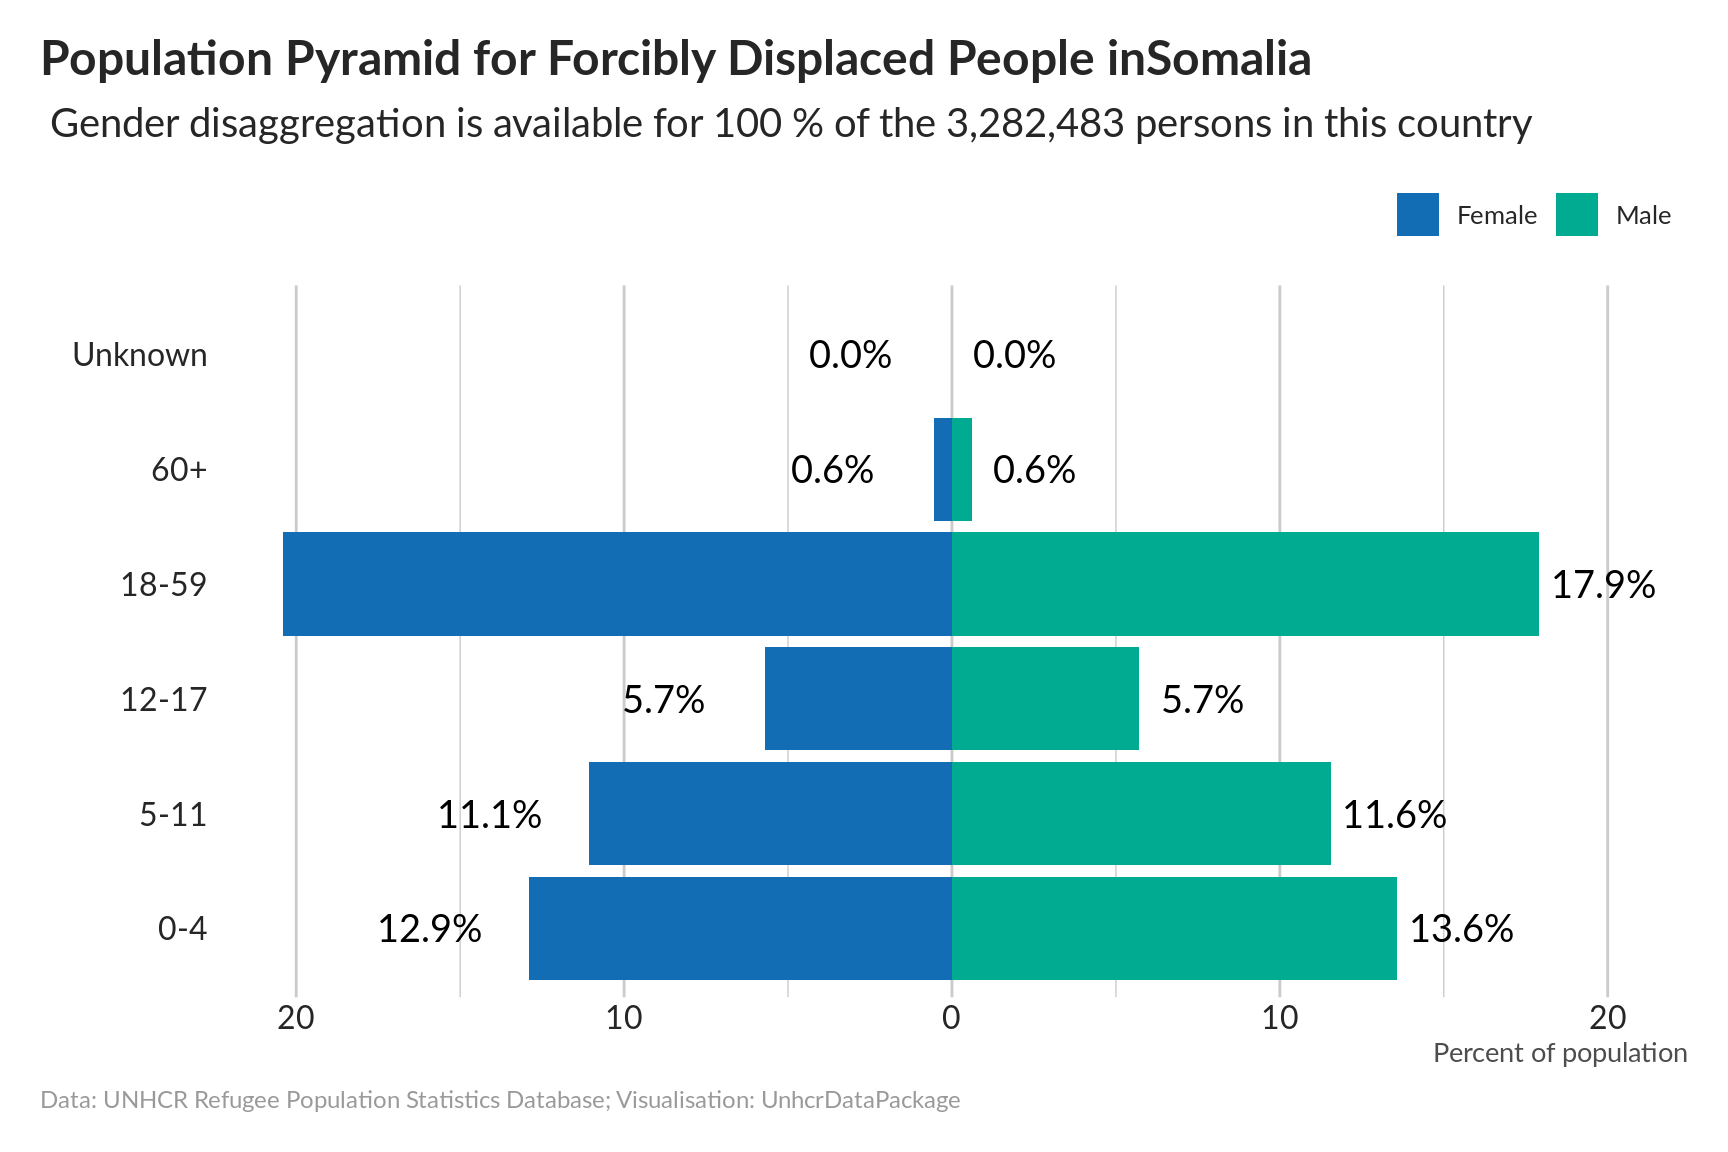 Population Pyramid for Forcibly Displaced People inSomalia
Gender disaggregation is available for 100 % of the 3,282,483 persons in this country
Female Male
Unknown 0.0% 0.0%
60+ 0.6% 0.6%
18-59 17.9%
12-17 5.7% 5.7%
5-11 11.1% 11.6%
0-4 12.9% 13.6%
20 10 0 10 20
Percent of population
Data: UNHCR Refugee Population Statistics Database; Visualisation: UnhcrDataPackage